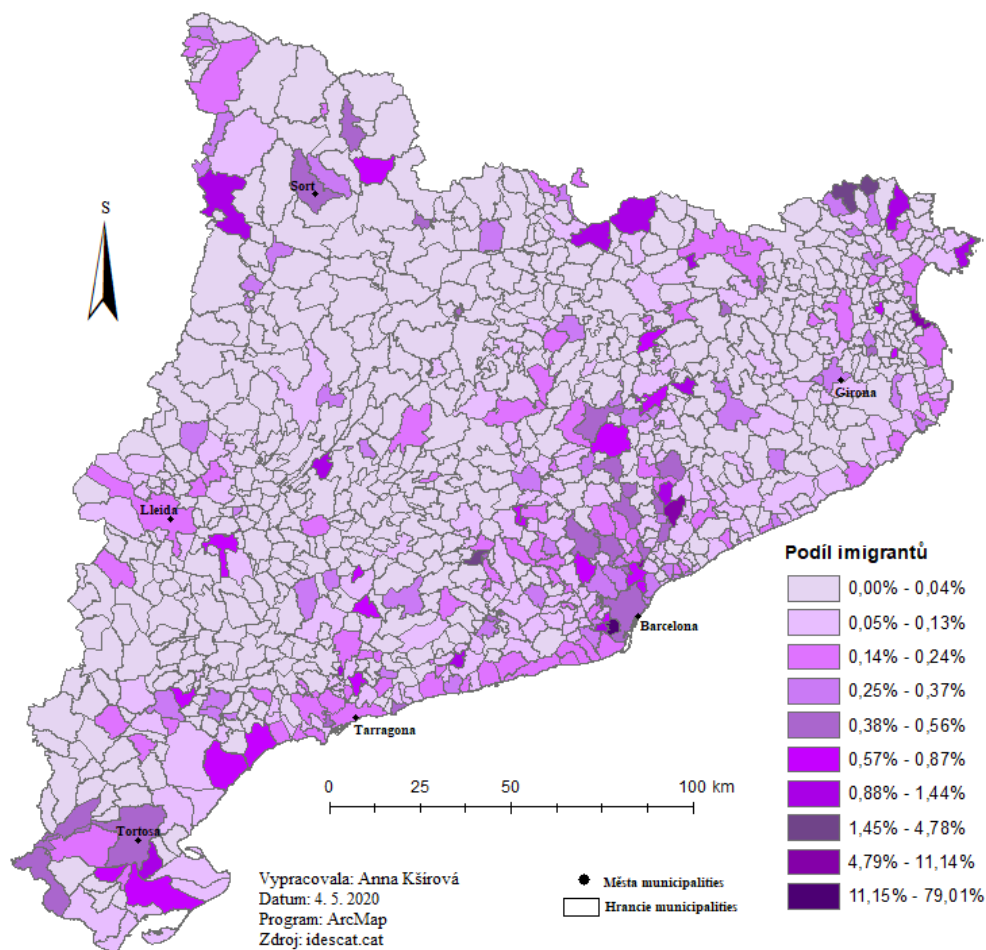 S
Sort
Girona
Lleida
Barcelona
Tarragona
Tortosa
0 25 50 100 km
Podíl imigrantů
0,00% - 0,04%
0,05% - 0,13%
0,14% - 0,24%
0,25% - 0,37%
0,38% - 0,56%
0,57% - 0,87%
0,88% - 1,44%
1,45% - 4,78%
4,79% - 11,14%
11,15% - 79,01%
Vypracovala: Anna Kšírová
Datum: 4. 5. 2020
Program: ArcMap
Zdroj: idescat.cat
Města municipalities
Hrancie municipalities